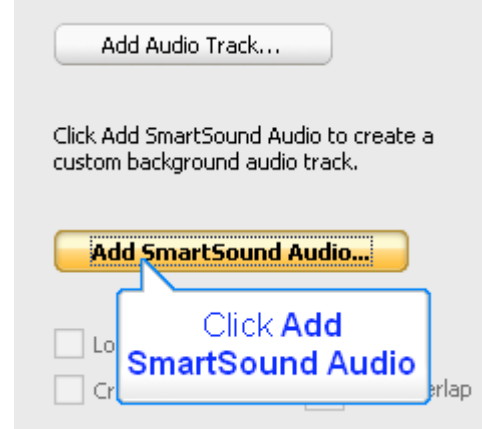 Add Audio Track...
Click Add SmartSound Audio to create a
custom background audio track.
Add SmartSound Audio...
Click Add
SmartSound Audio